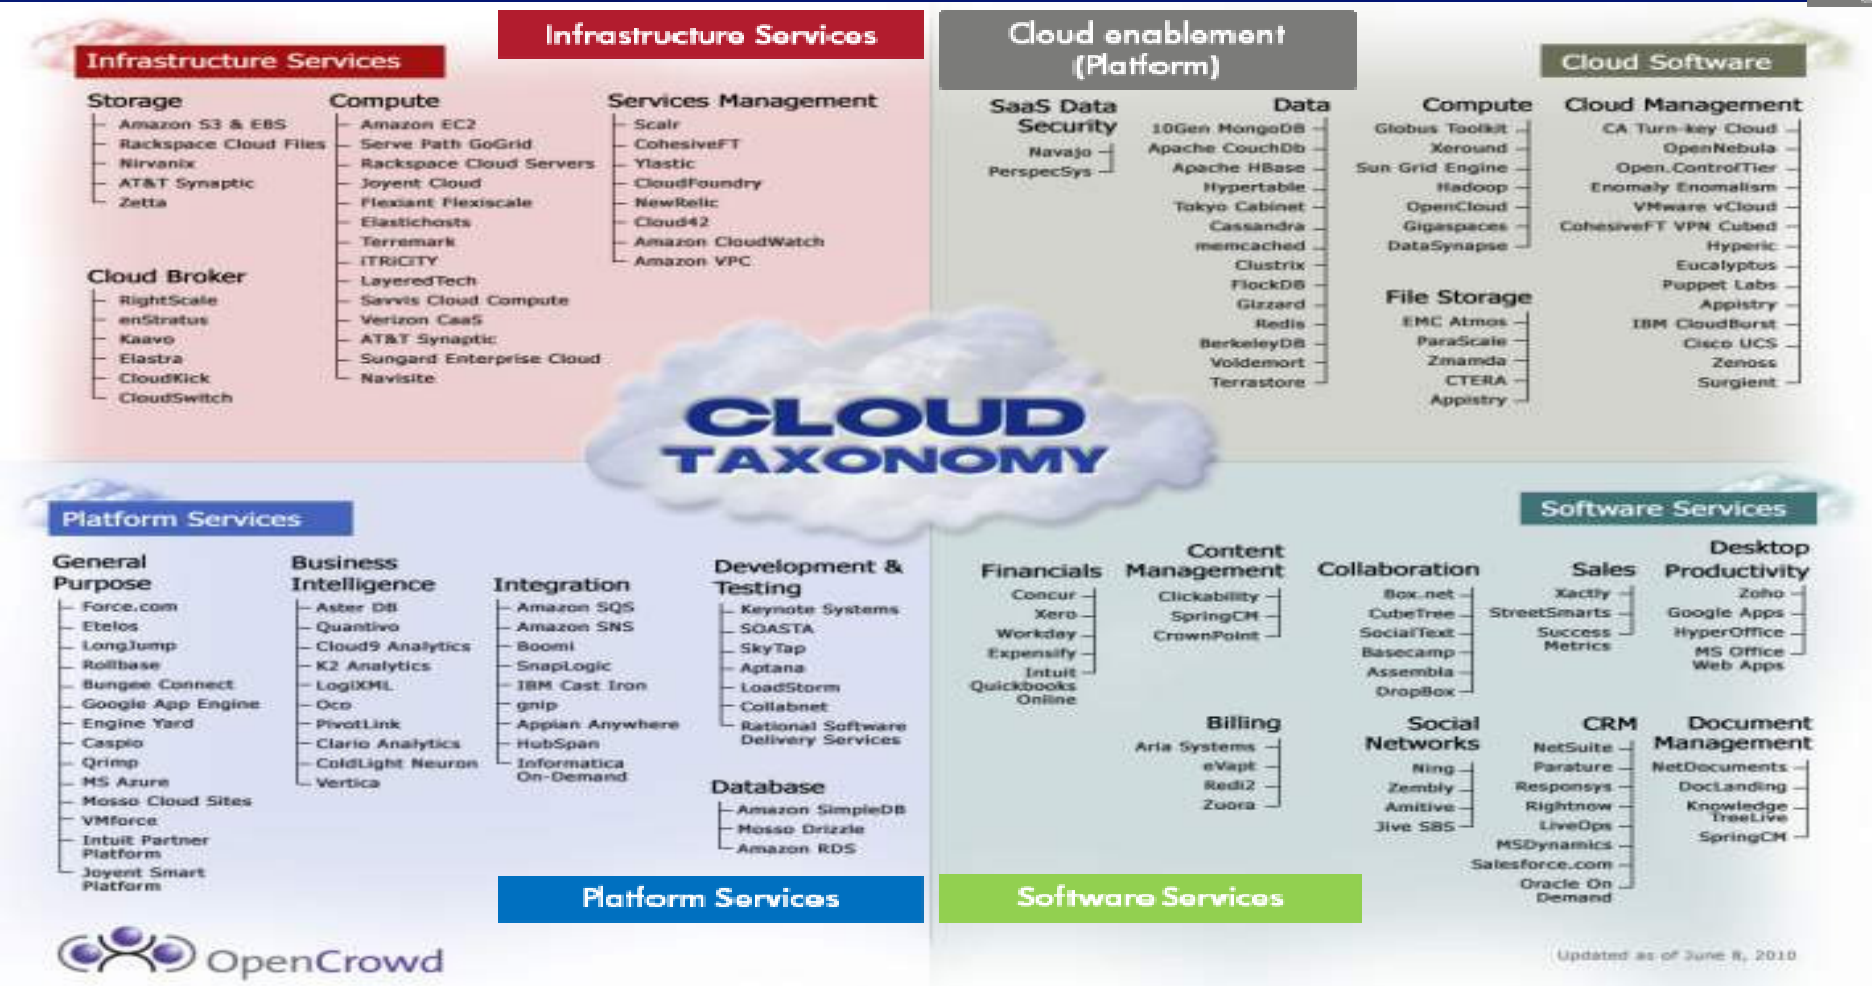 Infrastructure Services
Infrastructure Services
Storage
Amazon S3 & EBS
Rackspace Cloud Files
Nirvanix
AT&T Synaptic
Zetta
Cloud Broker
RightScale
enStratus
Kaavo
Elastra
CloudKick
CloudSwitch
Compute
Amazon EC2
Serve Path GoGrid
Rackspace Cloud Servers
Joyent Cloud
Flexiant Flexiscale
Elastichosts
Terremark
iTRiCiTY
LayeredTech
Savvis Cloud Compute
Verizon CaaS
AT&T Synaptic
Sungard Enterprise Cloud
Navisite
Services Management
Scalr
CohesiveFT
Ylastic
CloudFoundry
NewRelic
Cloud42
Amazon CloudWatch
Amazon VPC
Cloud enablement
(Platform)
Cloud Software
SaaS Data
Security
Navajo
PerspecSys
Data
10Gen MongoDB
Apache CouchDb
Apache HBase
Hypertable
Tokyo Cabinet
Cassandra
memcached
Clustrix
FlockDB
Gizzard
Redis
BerkeleyDB
Voldemort
Terrastore
Compute
Globus Toolkit
Xeround
Sun Grid Engine
Hadoop
OpenCloud
Gigaspaces
DataSynapse
File Storage
EMC Atmos
ParaScale
Zmamda
CTERA
Appistry
Cloud Management
CA Turn-key Cloud
OpenNebula
Open.ControlTier
Enomaly Enomalism
VMware vCloud
CohesiveFT VPN Cubed
Hyperic
Eucalyptus
Puppet Labs
Appistry
IBM CloudBurst
Cisco UCS
Zenoss
Surgient
CLOUD
TAXONOMY
Platform Services
General
Purpose
Force.com
Etelos
LongJump
Rollbase
Bungee Connect
Google App Engine
Engine Yard
Caspio
Qrimp
MS Azure
Mosso Cloud Sites
VMforce
Intuit Partner
Platform
Joyent Smart
Platform
Business
Intelligence
Aster DB
Quantivo
Cloud9 Analytics
K2 Analytics
LogiXML
Oco
PivotLink
Clario Analytics
ColdLight Neuron
Vertica
Integration
Amazon SQS
Amazon SNS
Boomi
SnapLogic
IBM Cast Iron
gnip
Appian Anywhere
HubSpan
Informatica
On-Demand
Development &
Testing
Keynote Systems
SOASTA
SkyTap
Aptana
LoadStorm
Collabnet
Rational Software
Delivery Services
Database
Amazon SimpleDB
Mosso Drizzle
Amazon RDS
Platform Services
Software Services
Financials
Concur
Xero
Workday
Expensify
Intuit
Quickbooks
Online
Content
Management
Clickability
SpringCM
CrownPoint
Billing
Aria Systems
eVapt
Redi2
Zuora
Collaboration
Box.net
CubeTree
SocialText
Basecamp
Assembla
DropBox
Social
Networks
Ning
Zembly
Amitive
Jive SBS
Sales
Xactly
StreetSmarts
Success
Metrics
CRM
NetSuite
Parature
Responsys
Rightnow
LiveOps
MSDynamics
Salesforce.com
Oracle On
Demand
Desktop
Productivity
Zoho
Google Apps
HyperOffice
MS Office
Web Apps
Document
Management
NetDocuments
DocLanding
Knowledge
TreeLive
SpringCM
Software Services
OpenCrowd
Updated as of June 8, 2010